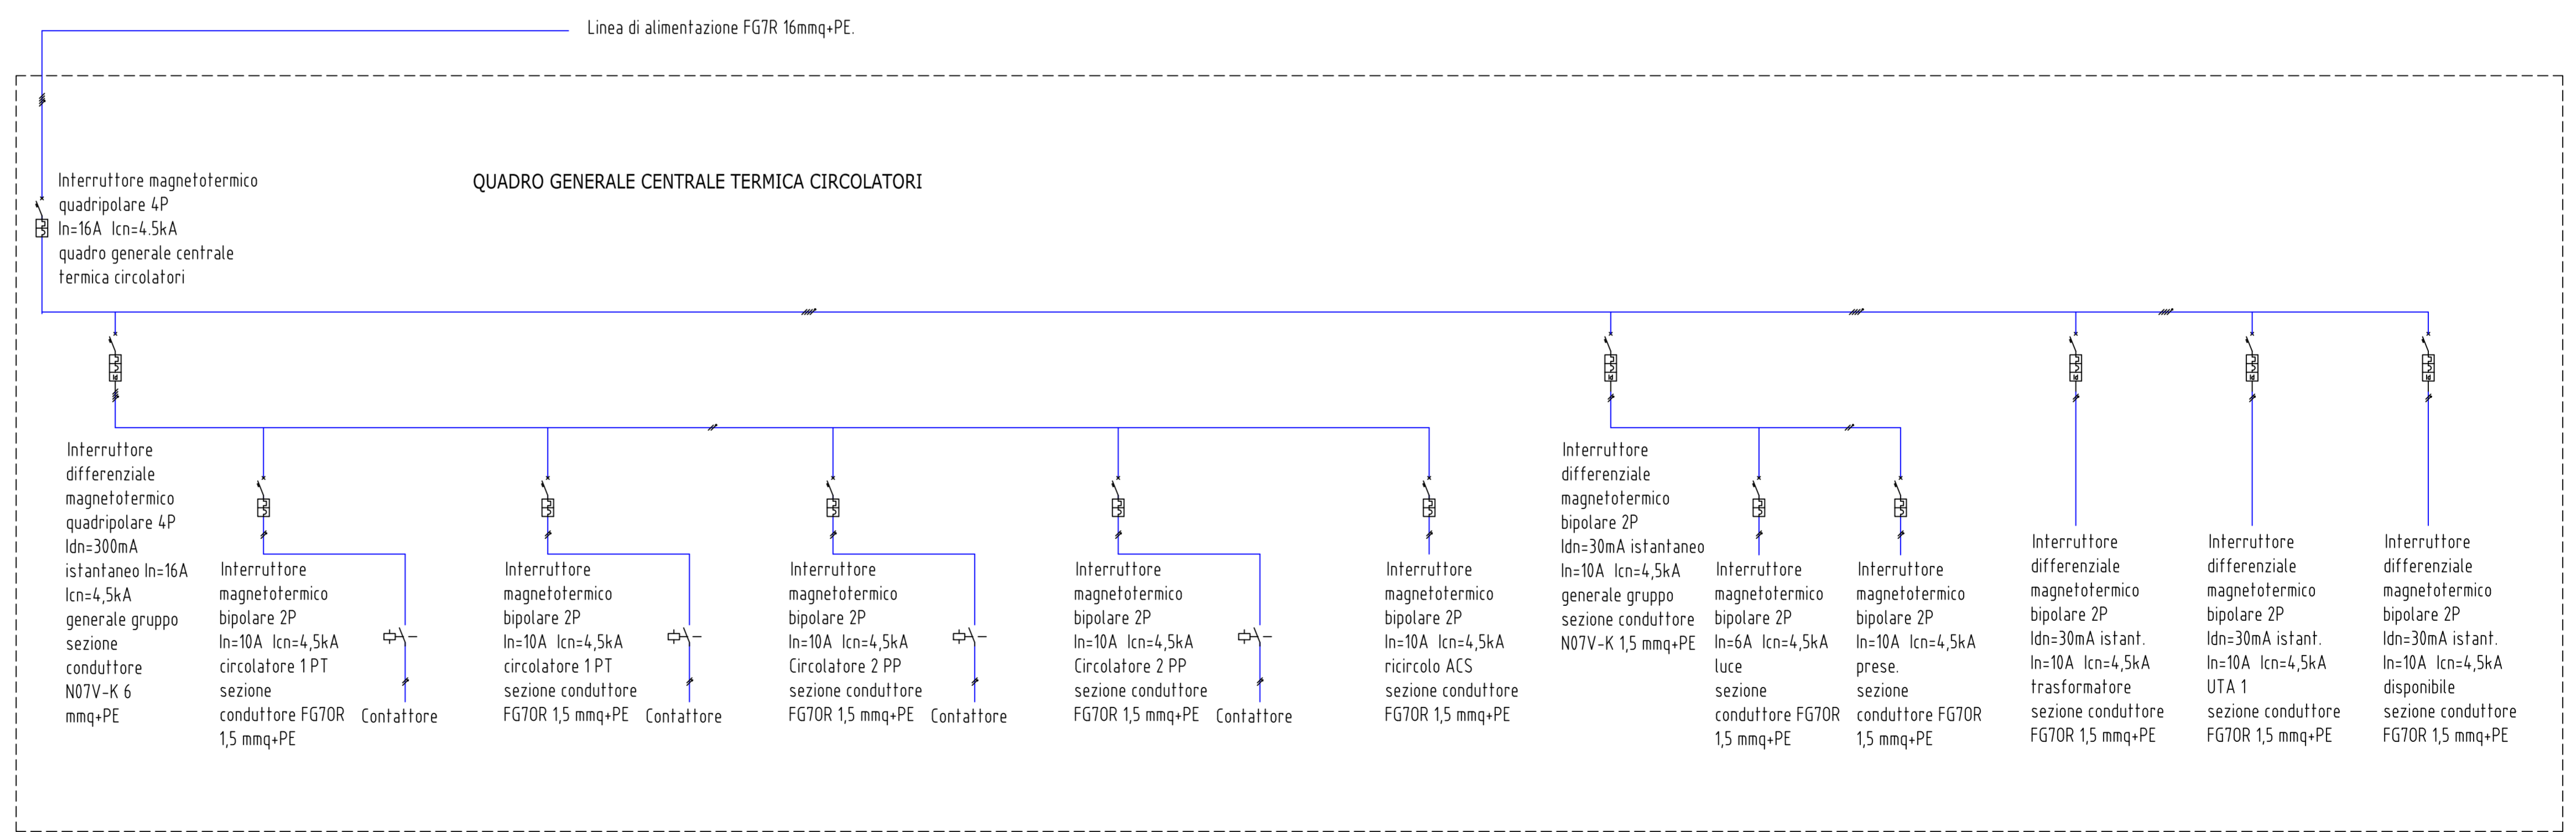 Linea di alimentazione FG7R 16mmq+PE.
QUADRO GENERALE CENTRALE TERMICA CIRCOLATORI
Interruttore magnetotermico
quadripolare 4P
In=16A Icn=4.5kA
quadro generale centrale
termica circolatori
Interruttore
differenziale
magnetotermico
quadripolare 4P
Idn=300mA
istantaneo In=16A
Icn=4,5kA
generale gruppo
sezione
conduttore
N07V-K 6
mmq+PE
Interruttore
magnetotermico
bipolare 2P
In=10A Icn=4,5kA
circolatore 1 PT
sezione
conduttore FG7OR
1,5 mmq+PE
Contattore
Interruttore
magnetotermico
bipolare 2P
In=10A Icn=4,5kA
circolatore 1 PT
sezione conduttore
FG7OR 1,5 mmq+PE
Contattore
Interruttore
magnetotermico
bipolare 2P
In=10A Icn=4,5kA
Circolatore 2 PP
sezione conduttore
FG7OR 1,5 mmq+PE
Contattore
Interruttore
magnetotermico
bipolare 2P
In=10A Icn=4,5kA
Circolatore 2 PP
sezione conduttore
FG7OR 1,5 mmq+PE
Contattore
Interruttore
magnetotermico
bipolare 2P
In=10A Icn=4,5kA
ricircolo ACS
sezione conduttore
FG7OR 1,5 mmq+PE
Interruttore
differenziale
magnetotermico
bipolare 2P
Idn=30mA istantaneo
In=10A Icn=4,5kA
generale gruppo
sezione conduttore
N07V-K 1,5 mmq+PE
Interruttore
magnetotermico
bipolare 2P
In=6A Icn=4,5kA
luce
sezione
conduttore FG7OR
1,5 mmq+PE
Interruttore
magnetotermico
bipolare 2P
In=10A Icn=4,5kA
prese.
sezione
conduttore FG7OR
1,5 mmq+PE
Interruttore
differenziale
magnetotermico
bipolare 2P
Idn=30mA istant.
In=10A Icn=4,5kA
trasformatore
sezione conduttore
FG7OR 1,5 mmq+PE
Interruttore
differenziale
magnetotermico
bipolare 2P
Idn=30mA istant.
In=10A Icn=4,5kA
UTA 1
sezione conduttore
FG7OR 1,5 mmq+PE
Interruttore
differenziale
magnetotermico
bipolare 2P
Idn=30mA istant.
In=10A Icn=4,5kA
disponibile
sezione conduttore
FG7OR 1,5 mmq+PE